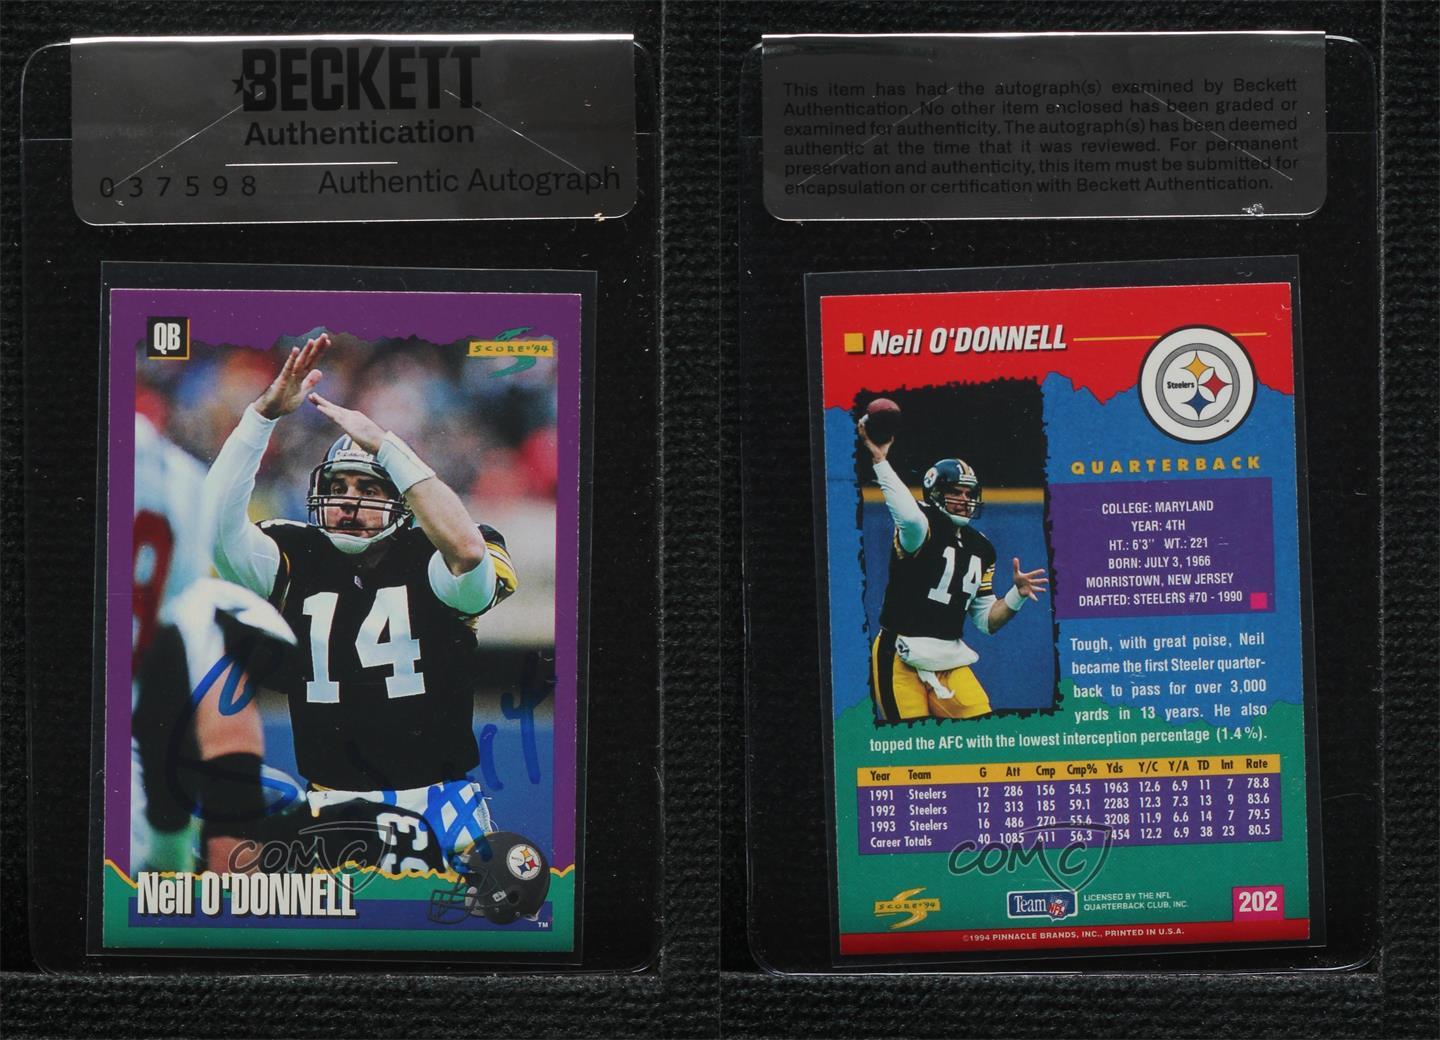 BECKETT
Authentication
037598 Authentic Autograph
QB
SCORE '94
14
63
COMC
Neil O'DONNELL
TM
This item has had the autograph(s) examined by Beckett
Authentication. No other item enclosed has been graded or
examined for authenticity. The autograph(s) has been deemed
authentic at the time that it was reviewed. For permanent
preservation and authenticity, this item must be submitted for
encapsulation or certification with Beckett Authentication.
Neil O'DONNELL
Steelers
QUARTERBACK
14
COLLEGE: MARYLAND
YEAR: 4TH
HT.: 6'3" WT.: 221
BORN: JULY 3, 1966
MORRISTOWN, NEW JERSEY
DRAFTED: STEELERS #70 - 1990
Tough, with great poise, Neil
became the first Steeler quarter-
back to pass for over 3,000
yards in 13 years. He also
topped the AFC with the lowest interception percentage (1.4%).
Year Team G Att Cmp Cmp% Yds Y/C Y/A TD Int Rate
1991 Steelers 12 286 156 54.5 1963 12.6 6.9 11 7 78.8
1992 Steelers 12 313 185 59.1 2283 12.3 7.3 13 9 83.6
1993 Steelers 16 486 270 55.6 3208 11.9 6.6 14 7 79.5
Career Totals 40 1085 611 56.3 7454 12.2 6.9 38 23 80.5
COMC
SCORE '94
Team NFL
LICENSED BY THE NFL
QUARTERBACK CLUB, INC.
202
©1994 PINNACLE BRANDS, INC., PRINTED IN U.S.A.